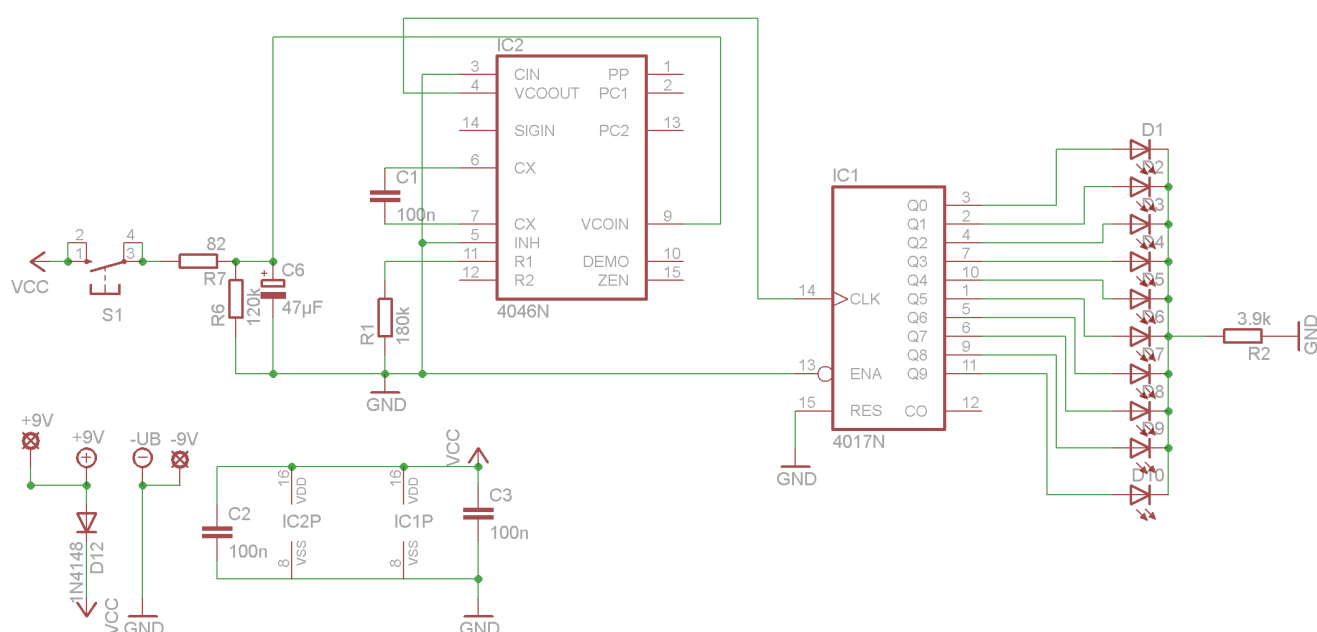 IC2
3 CIN PP 1
4 VCOOUT PC1 2
14 SIGIN PC2 13
6 CX
C1
100n
7 CX VCOIN 9
5 INH
11 R1 DEMO 10
12 R2 ZEN 15
4046N
VCC
2 4
1 3
S1
82
R7
R6
120k
+
C6
47µF
R1
180k
GND
IC1
Q0 3
Q1 2
Q2 4
Q3 7
Q4 10
14 CLK Q5 1
Q6 5
Q7 6
Q8 9
13 ENA Q9 11
15 RES CO 12
4017N
GND
D1
D2
D3
D4
D5
D6
D7
D8
D9
D10
3.9k
R2
GND
+9V
+9V
-UB
-9V
1N4148
D12
VCC
GND
C2
100n
16 VDD
IC2P
8 VSS
16 VDD
IC1P
8 VSS
VCC
C3
100n
GND